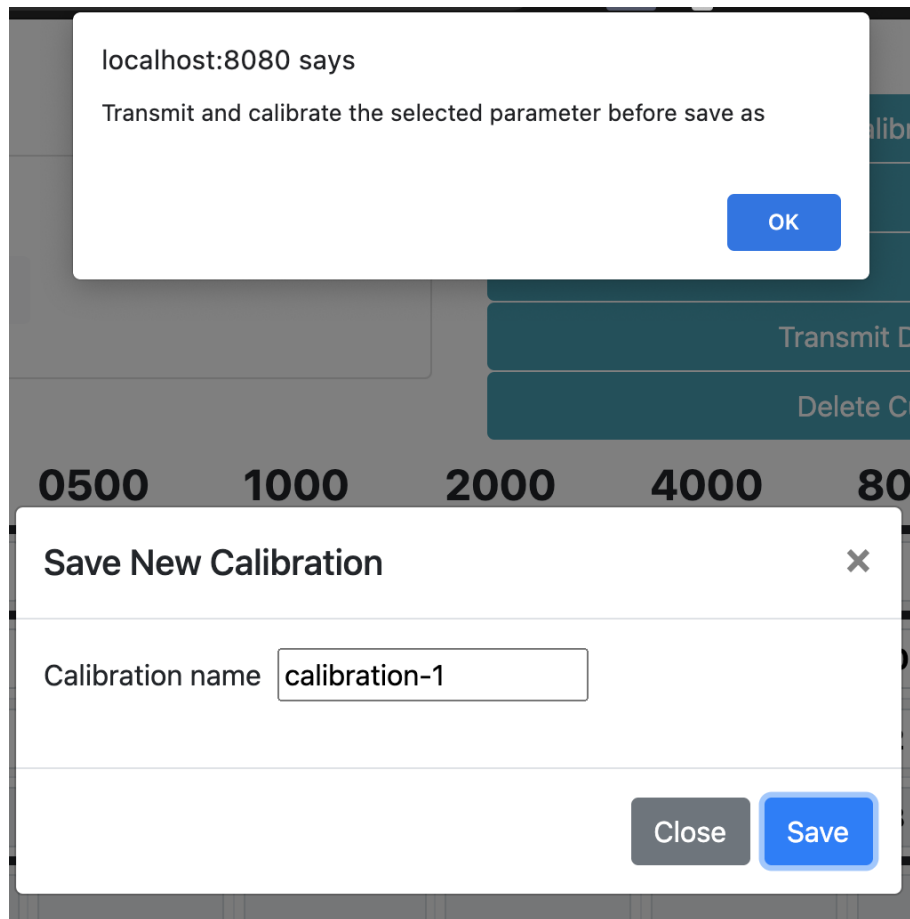 localhost:8080 says
Transmit and calibrate the selected parameter before save as
OK
Transmit D
Delete C
0500 1000 2000 4000 80
Save New Calibration
×
Calibration name calibration-1
Close Save